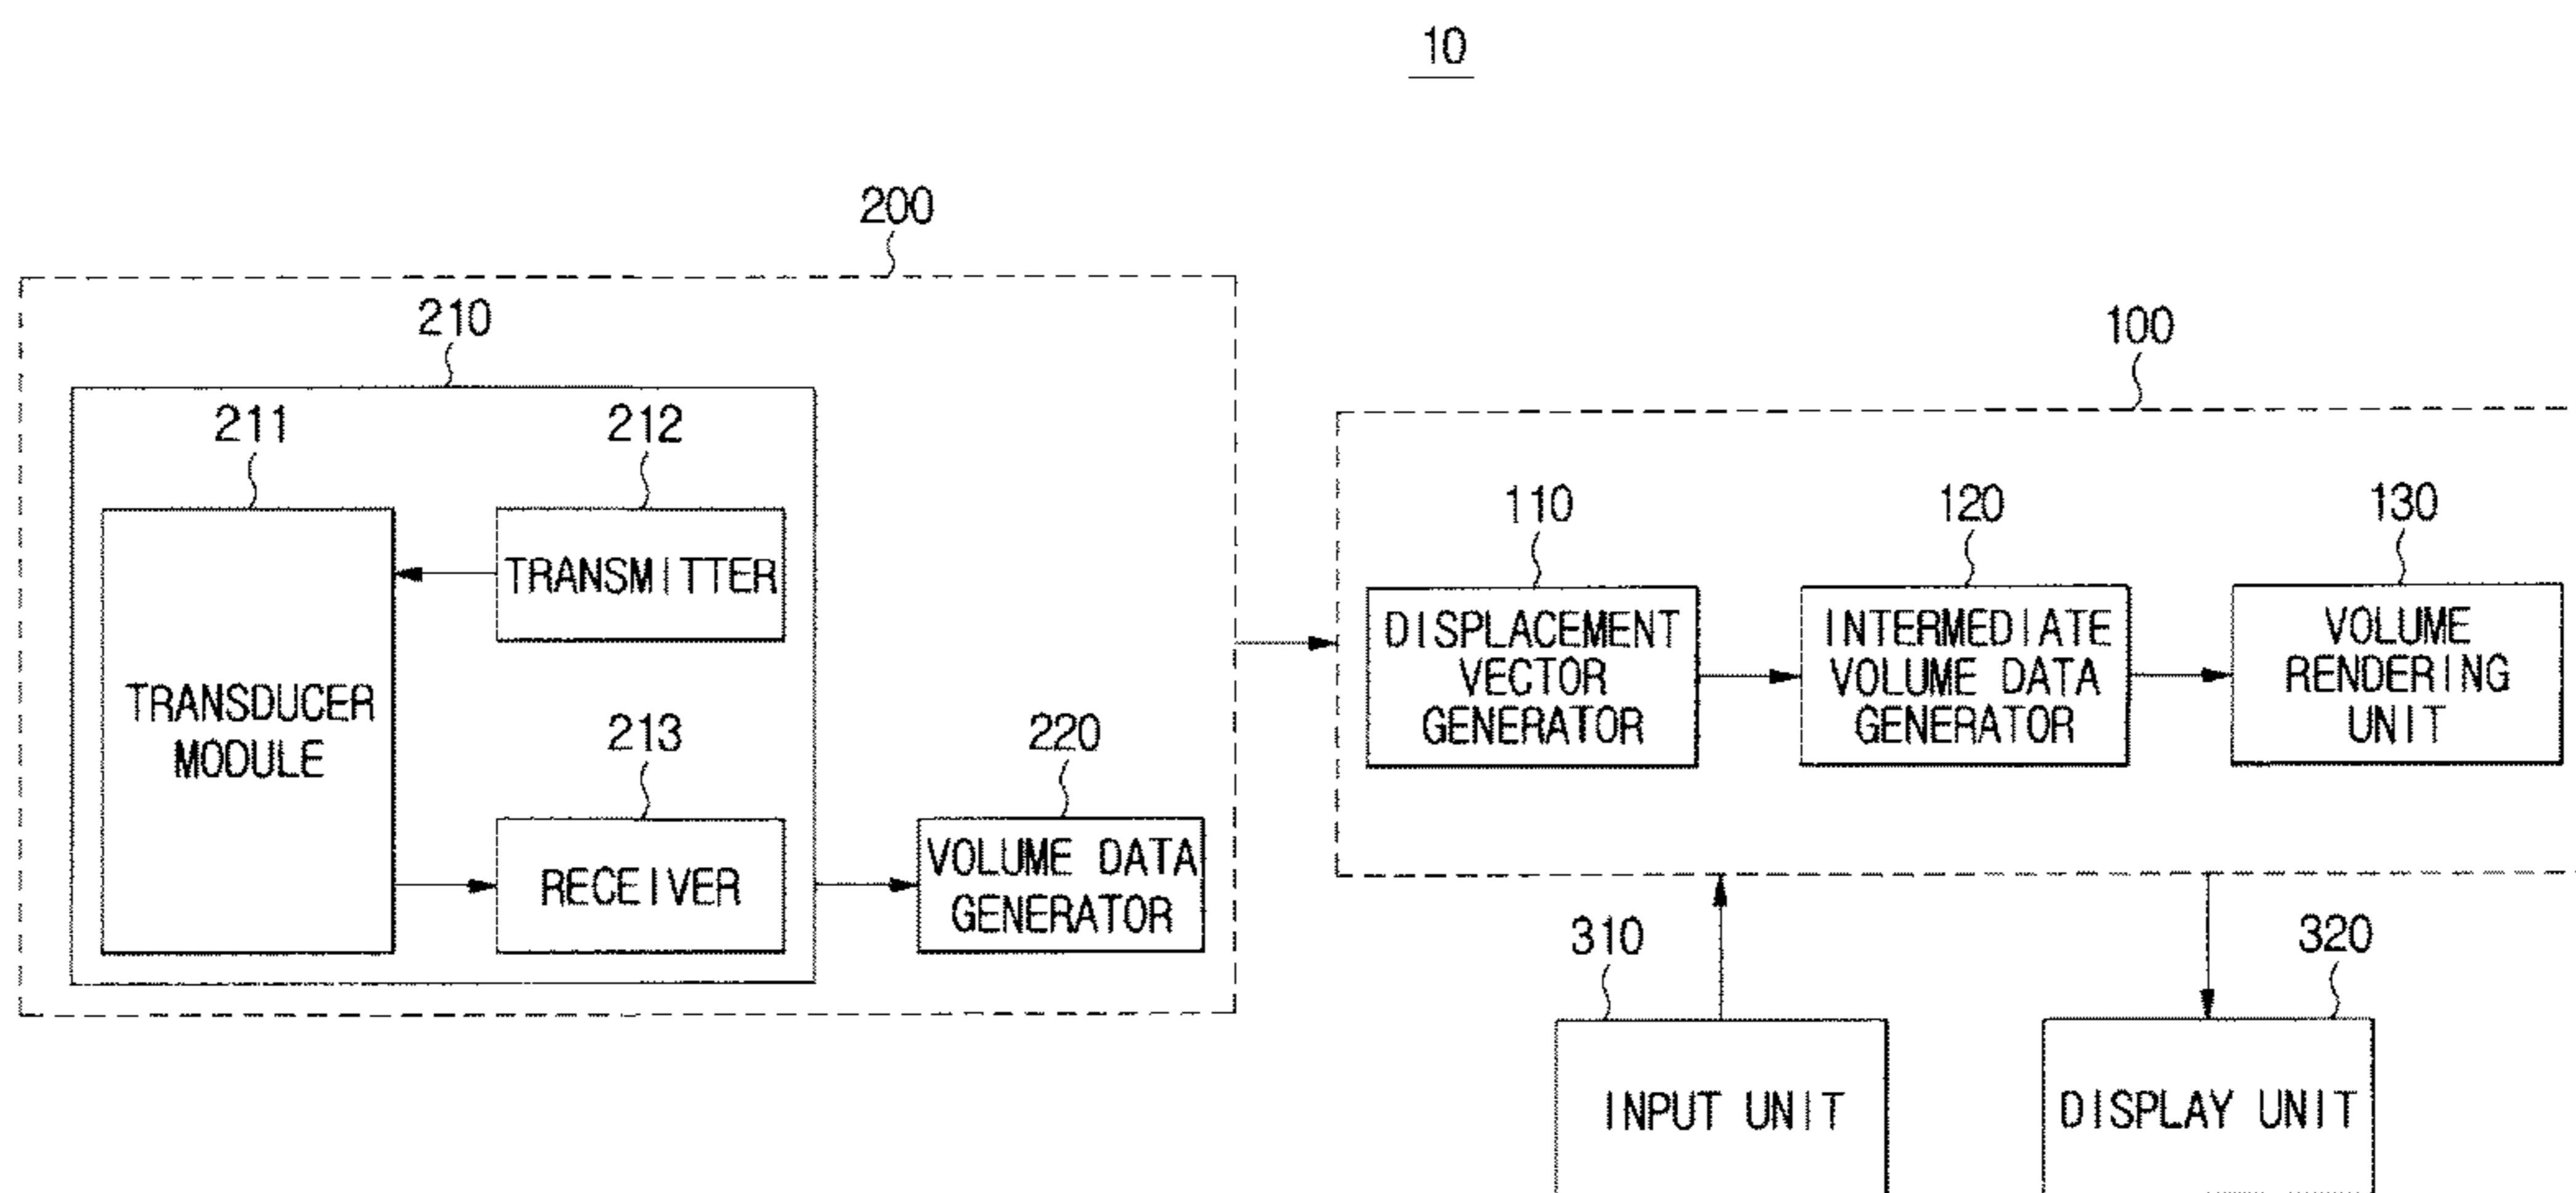 10
200
210
100
211
212
110
120
130
TRANSMITTER
DISPLACEMENT
VECTOR
GENERATOR
INTERMEDIATE
VOLUME DATA
GENERATOR
VOLUME
RENDERING
UNIT
TRANSDUCER
MODULE
213
220
RECEIVER
VOLUME DATA
GENERATOR
310
320
INPUT UNIT
DISPLAY UNIT